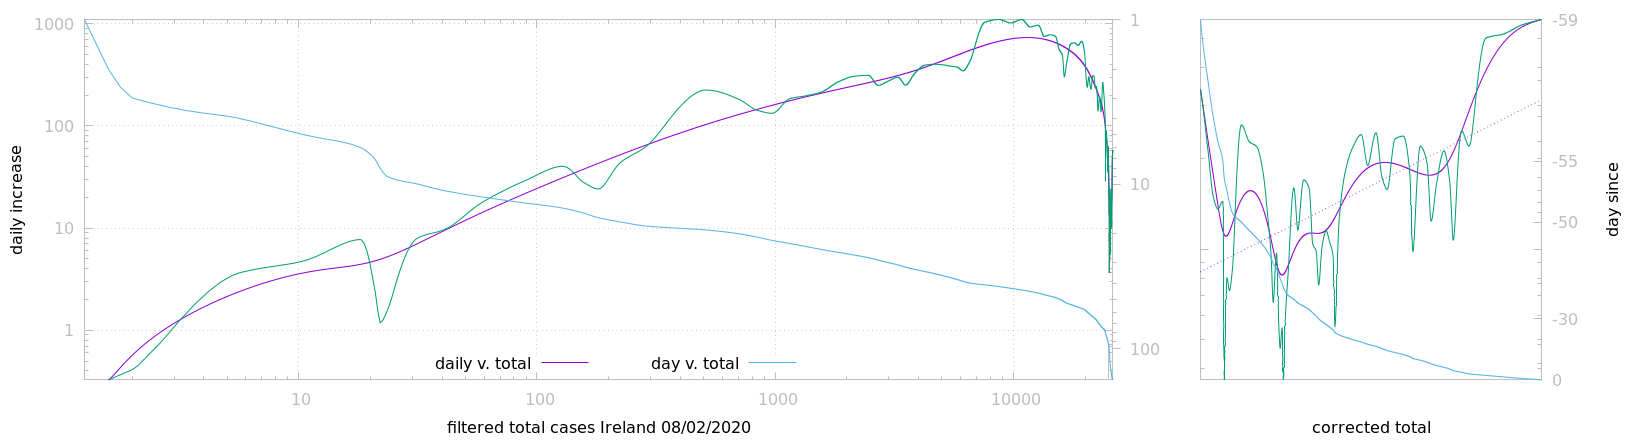 1000
100
10
1
daily increase
10
100
1000
10000
filtered total cases Ireland 08/02/2020
daily v. total
day v. total
1
10
100
-59
-55
-50
-30
0
day since
corrected total